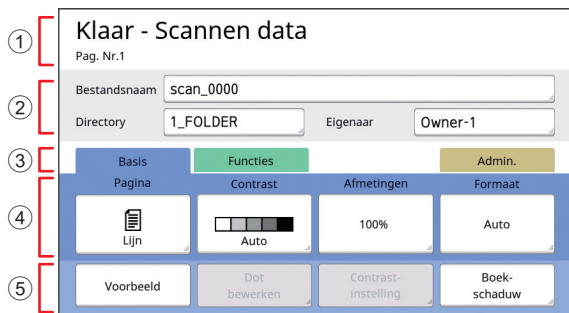 ① Klaar - Scannen data
Pag. Nr.1
② Bestandsnaam scan_0000
Directory 1_FOLDER Eigenaar Owner-1
③ Basis Functies Admin.
Pagina Contrast Afmetingen Formaat
④ Lijn Auto 100% Auto
⑤ Voorbeeld Dot bewerken Contrast-instelling Boek-schaduw